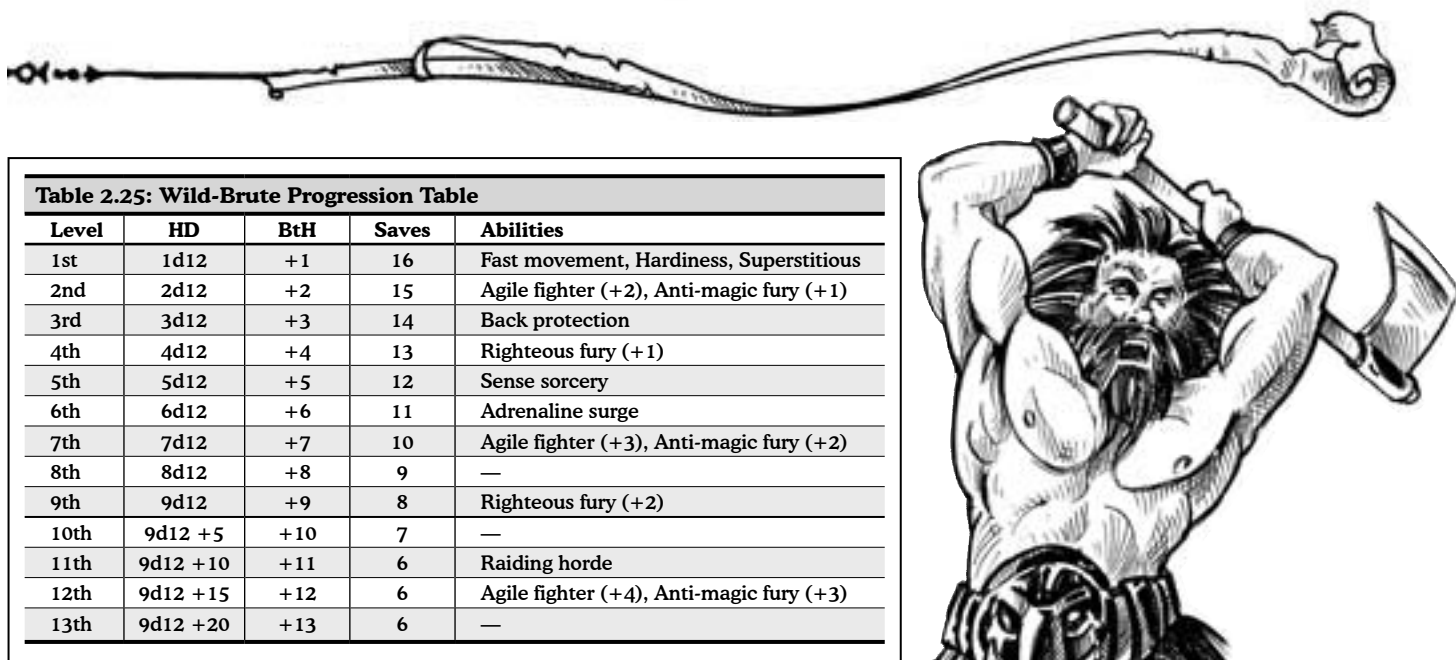 Table 2.25: Wild-Brute Progression Table
Level HD BtH Saves Abilities
1st 1d12 +1 16 Fast movement, Hardiness, Superstitious
2nd 2d12 +2 15 Agile fighter (+2), Anti-magic fury (+1)
3rd 3d12 +3 14 Back protection
4th 4d12 +4 13 Righteous fury (+1)
5th 5d12 +5 12 Sense sorcery
6th 6d12 +6 11 Adrenaline surge
7th 7d12 +7 10 Agile fighter (+3), Anti-magic fury (+2)
8th 8d12 +8 9 —
9th 9d12 +9 8 Righteous fury (+2)
10th 9d12 +5 +10 7 —
11th 9d12 +10 +11 6 Raiding horde
12th 9d12 +15 +12 6 Agile fighter (+4), Anti-magic fury (+3)
13th 9d12 +20 +13 6 —